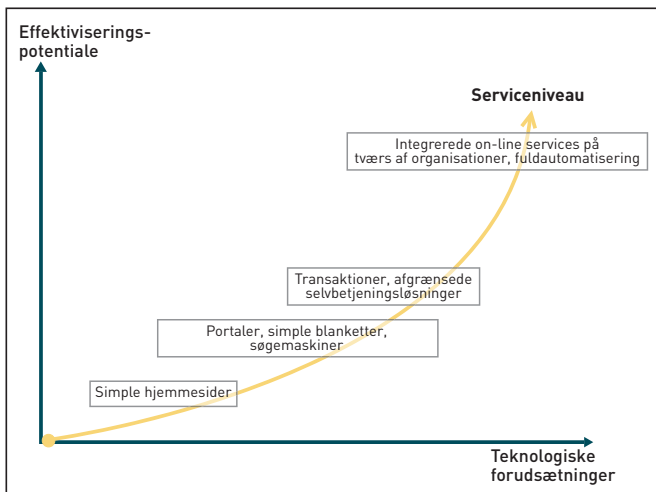 Effektiviserings-
potentiale
Serviceniveau
Integrerede on-line services på
tværs af organisationer, fuldautomatisering
Transaktioner, afgrænsede
selvbetjeningsløsninger
Portaler, simple blanketter,
søgemaskiner
Simple hjemmesider
Teknologiske
forudsætninger